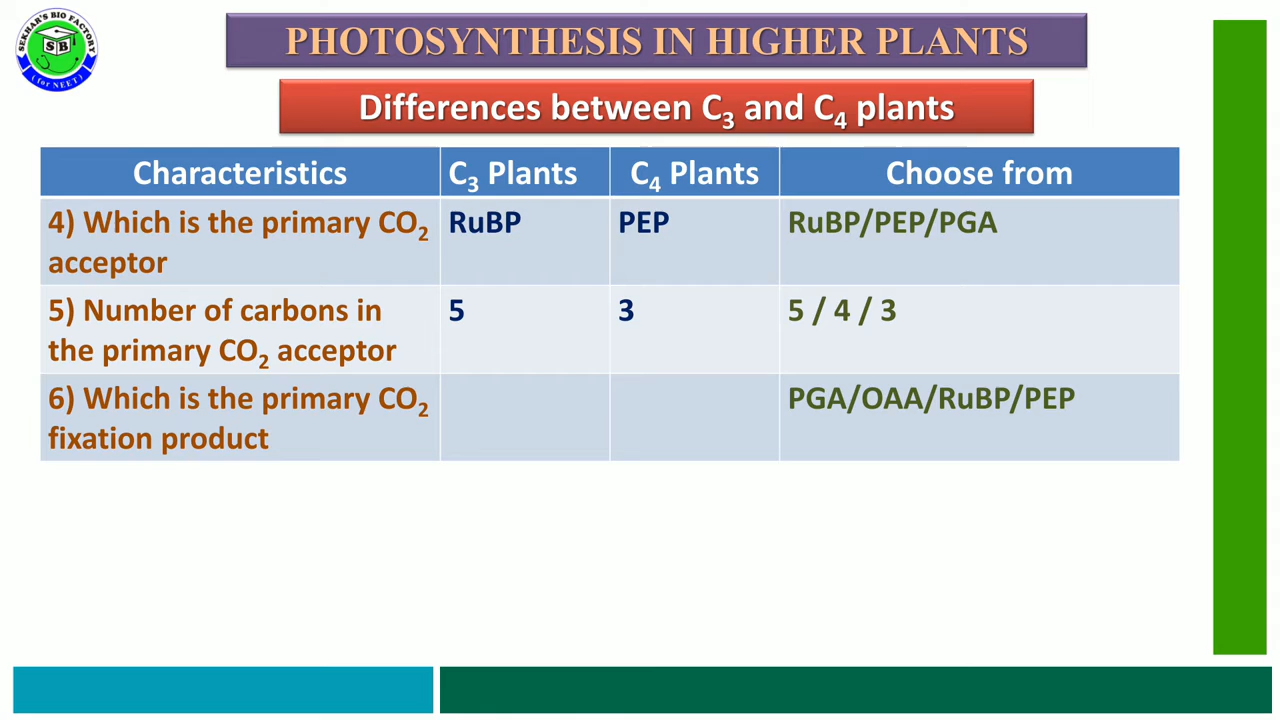 SEKHAR'S BIO FACTORY
SB
(for NEET)
PHOTOSYNTHESIS IN HIGHER PLANTS
Differences between C3 and C4 plants
Characteristics C3 Plants C4 Plants Choose from
4) Which is the primary CO2 RuBP PEP RuBP/PEP/PGA
acceptor
5) Number of carbons in 5 3 5 / 4 / 3
the primary CO2 acceptor
6) Which is the primary CO2 PGA/OAA/RuBP/PEP
fixation product